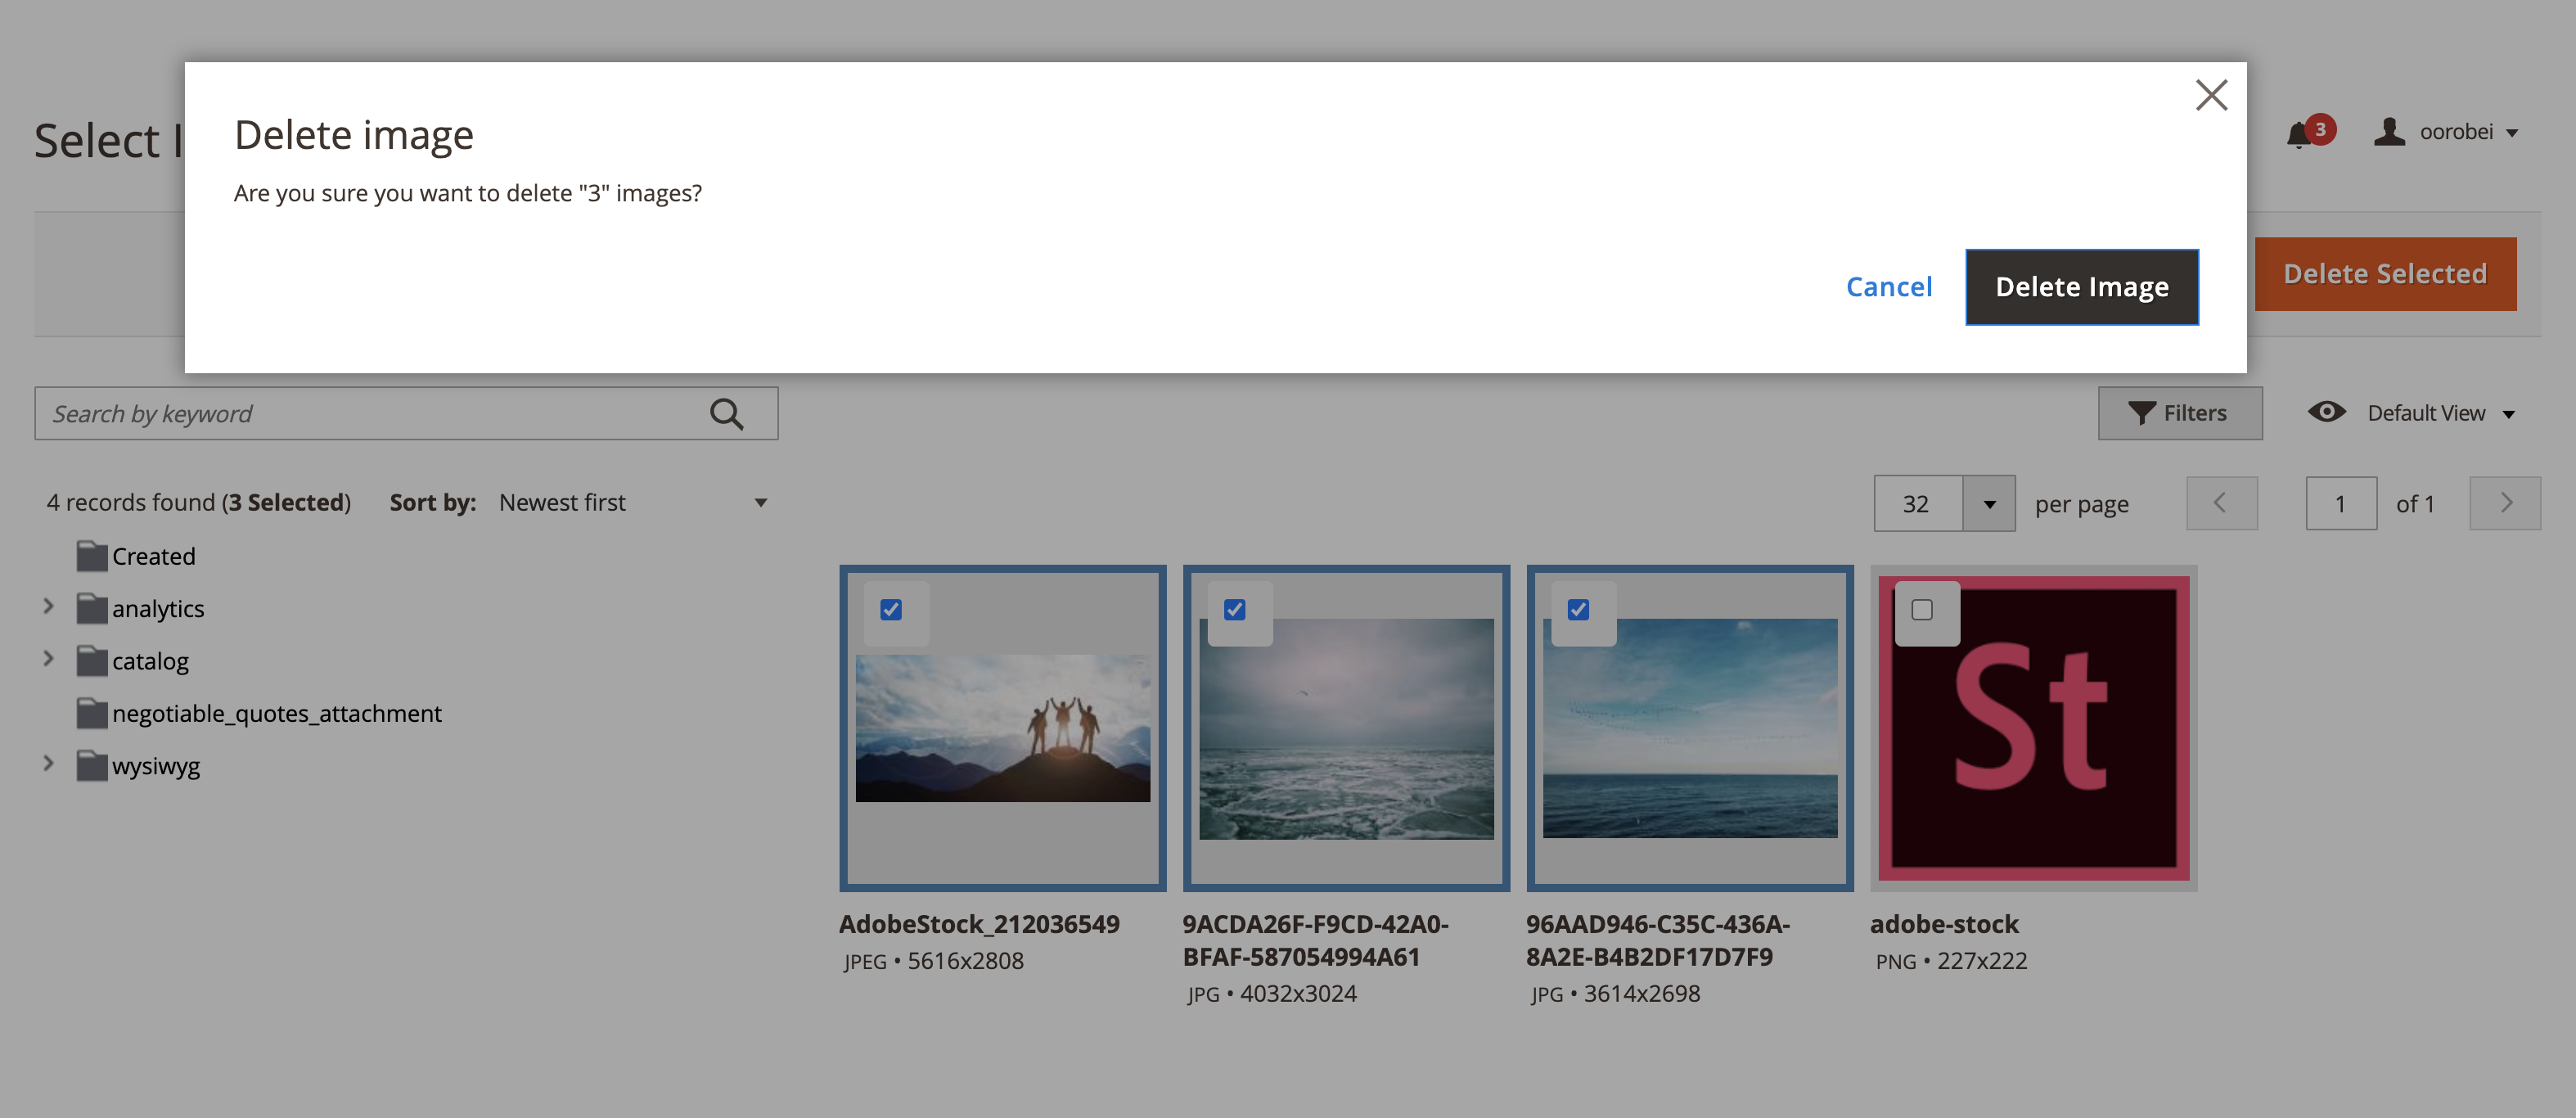 Delete image
Are you sure you want to delete "3" images?
Cancel
Delete Image
Select I
3
oorobei
Delete Selected
Search by keyword
Filters
Default View
4 records found (3 Selected)
Sort by: Newest first
32
per page
1
of 1
Created
analytics
catalog
negotiable_quotes_attachment
wysiwyg
St
AdobeStock_212036549
JPEG • 5616x2808
9ACDA26F-F9CD-42A0-
BFAF-587054994A61
JPG • 4032x3024
96AAD946-C35C-436A-
8A2E-B4B2DF17D7F9
JPG • 3614x2698
adobe-stock
PNG • 227x222